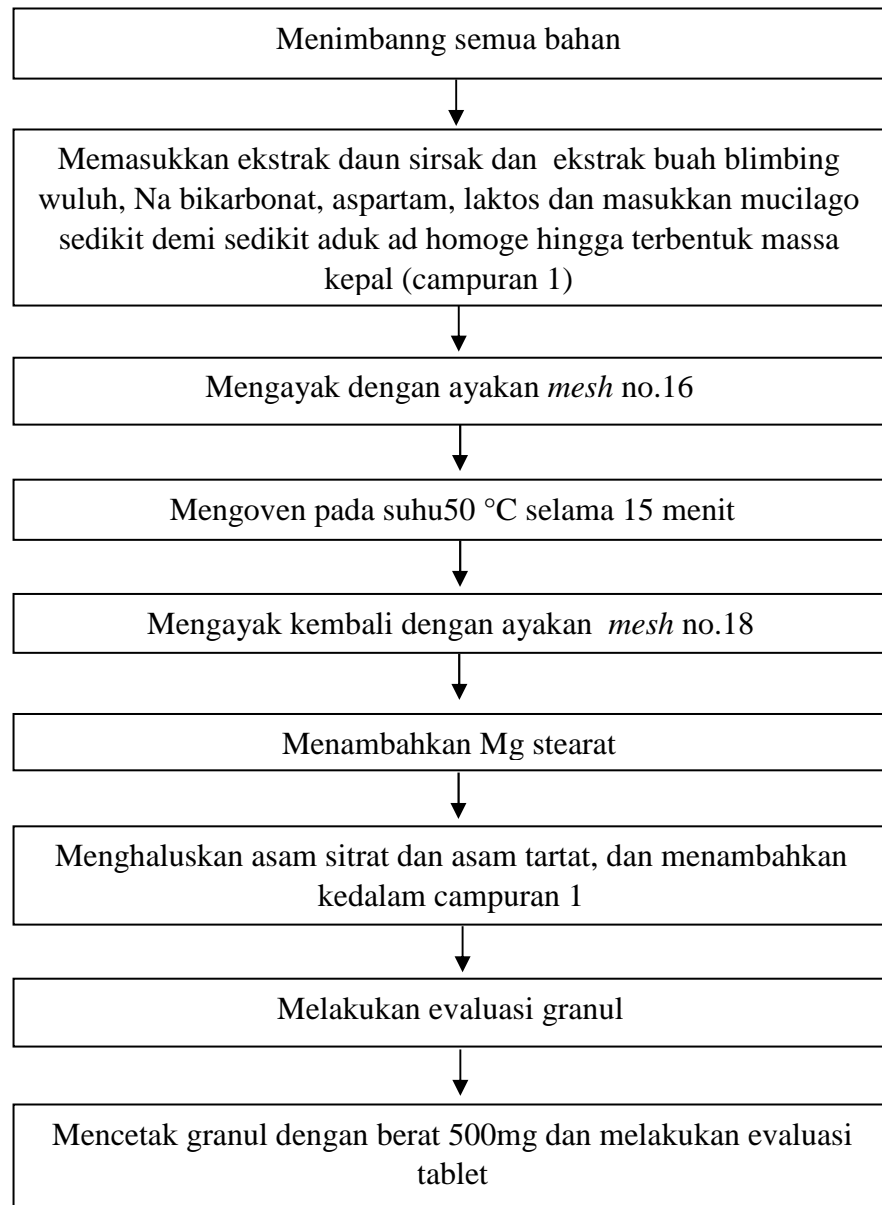 Menimbanng semua bahan
Memasukkan ekstrak daun sirsak dan ekstrak buah blimbing
wuluh, Na bikarbonat, aspartam, laktos dan masukkan mucilago
sedikit demi sedikit aduk ad homoge hingga terbentuk massa
kepal (campuran 1)
Mengayak dengan ayakan mesh no.16
Mengoven pada suhu50 °C selama 15 menit
Mengayak kembali dengan ayakan mesh no.18
Menambahkan Mg stearat
Menghaluskan asam sitrat dan asam tartat, dan menambahkan
kedalam campuran 1
Melakukan evaluasi granul
Mencetak granul dengan berat 500mg dan melakukan evaluasi
tablet